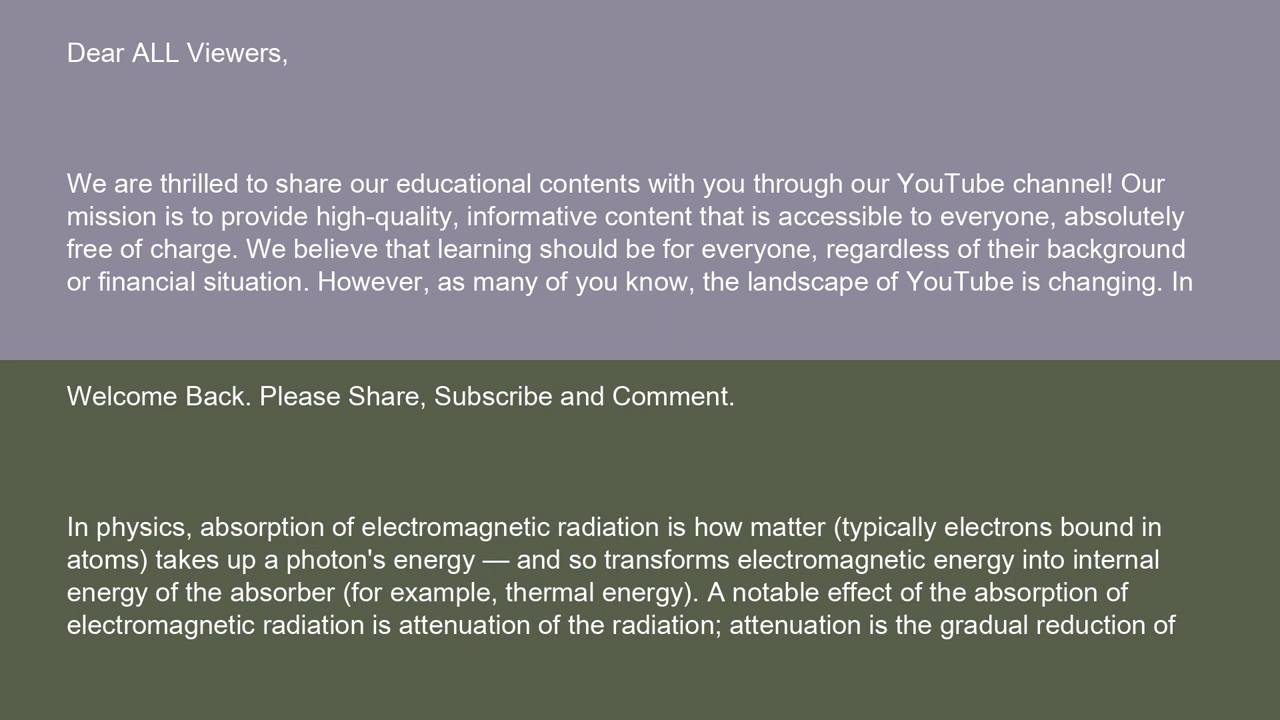 Dear ALL Viewers,
We are thrilled to share our educational contents with you through our YouTube channel! Our
mission is to provide high-quality, informative content that is accessible to everyone, absolutely
free of charge. We believe that learning should be for everyone, regardless of their background
or financial situation. However, as many of you know, the landscape of YouTube is changing. In
Welcome Back. Please Share, Subscribe and Comment.
In physics, absorption of electromagnetic radiation is how matter (typically electrons bound in
atoms) takes up a photon's energy — and so transforms electromagnetic energy into internal
energy of the absorber (for example, thermal energy). A notable effect of the absorption of
electromagnetic radiation is attenuation of the radiation; attenuation is the gradual reduction of